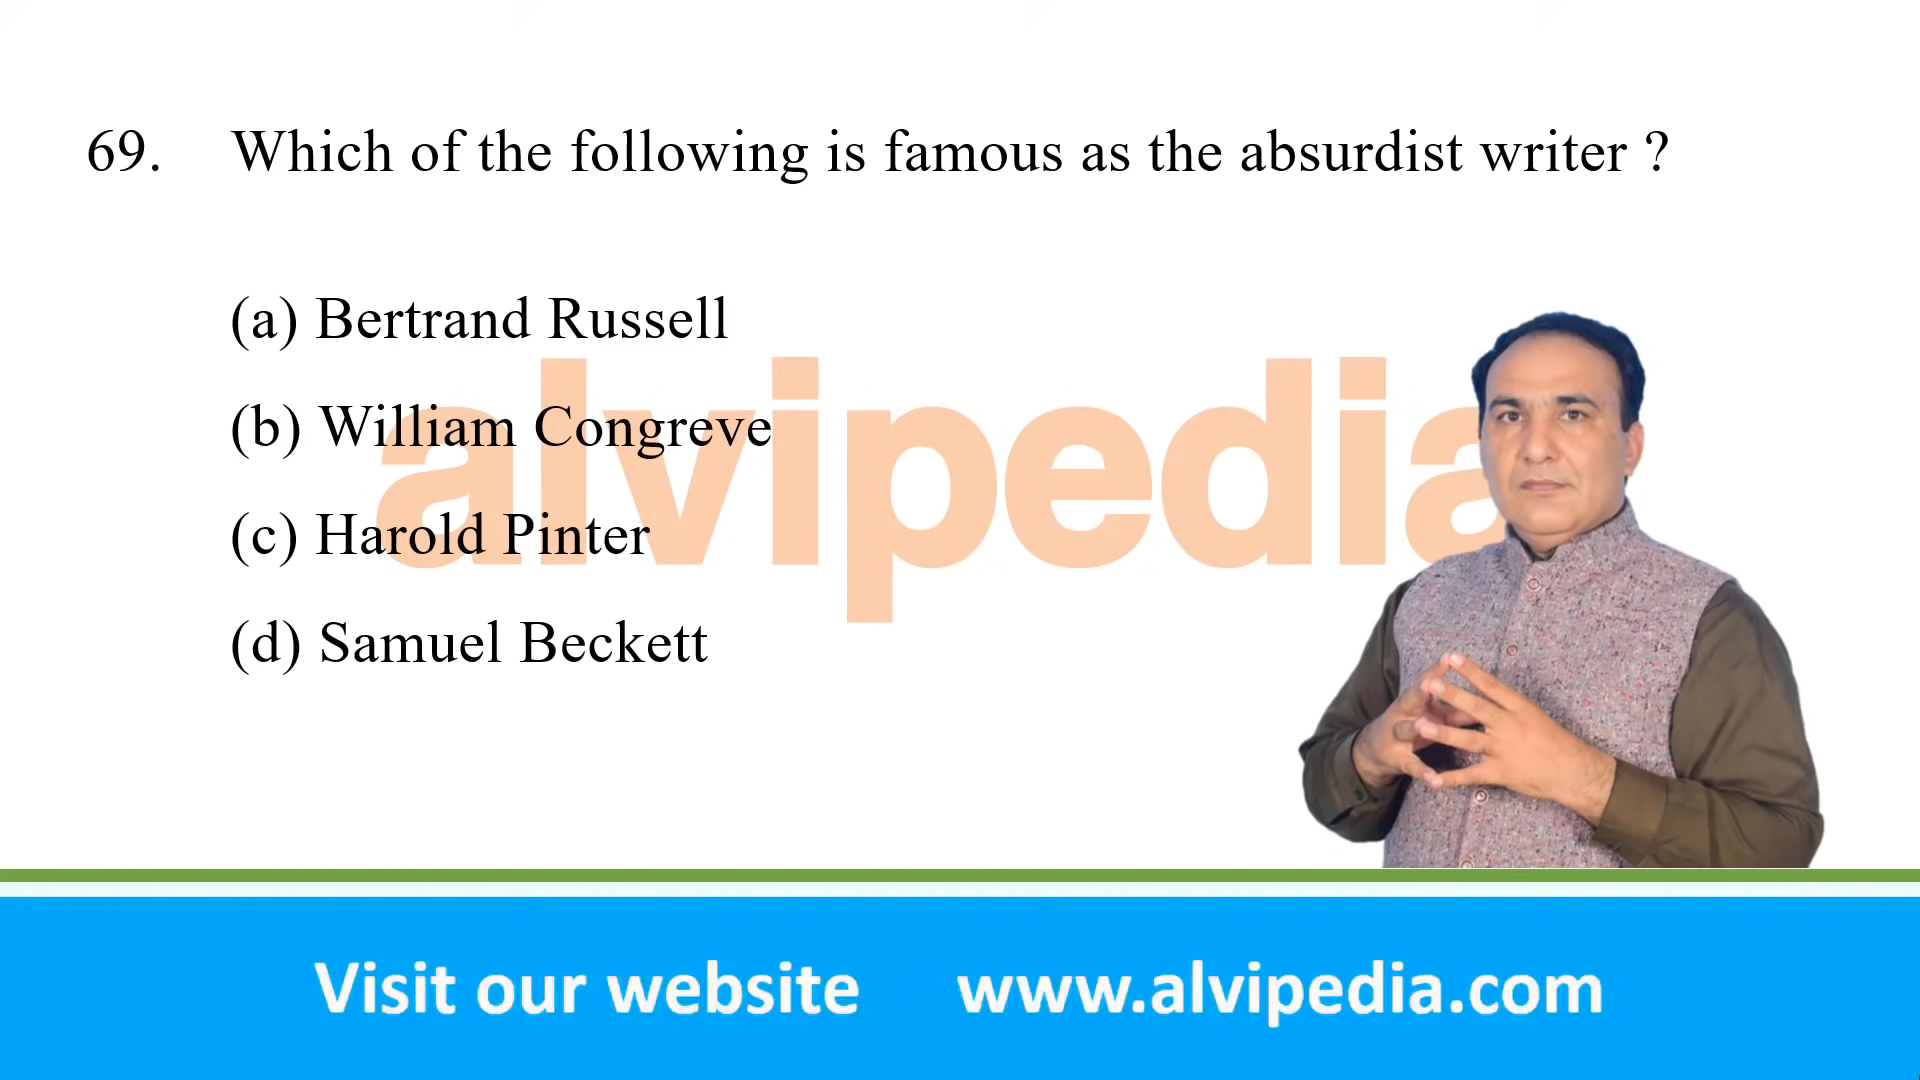 69. Which of the following is famous as the absurdist writer ?
(a) Bertrand Russell
(b) William Congreve
(c) Harold Pinter
(d) Samuel Beckett
alvipedia
Visit our website www.alvipedia.com